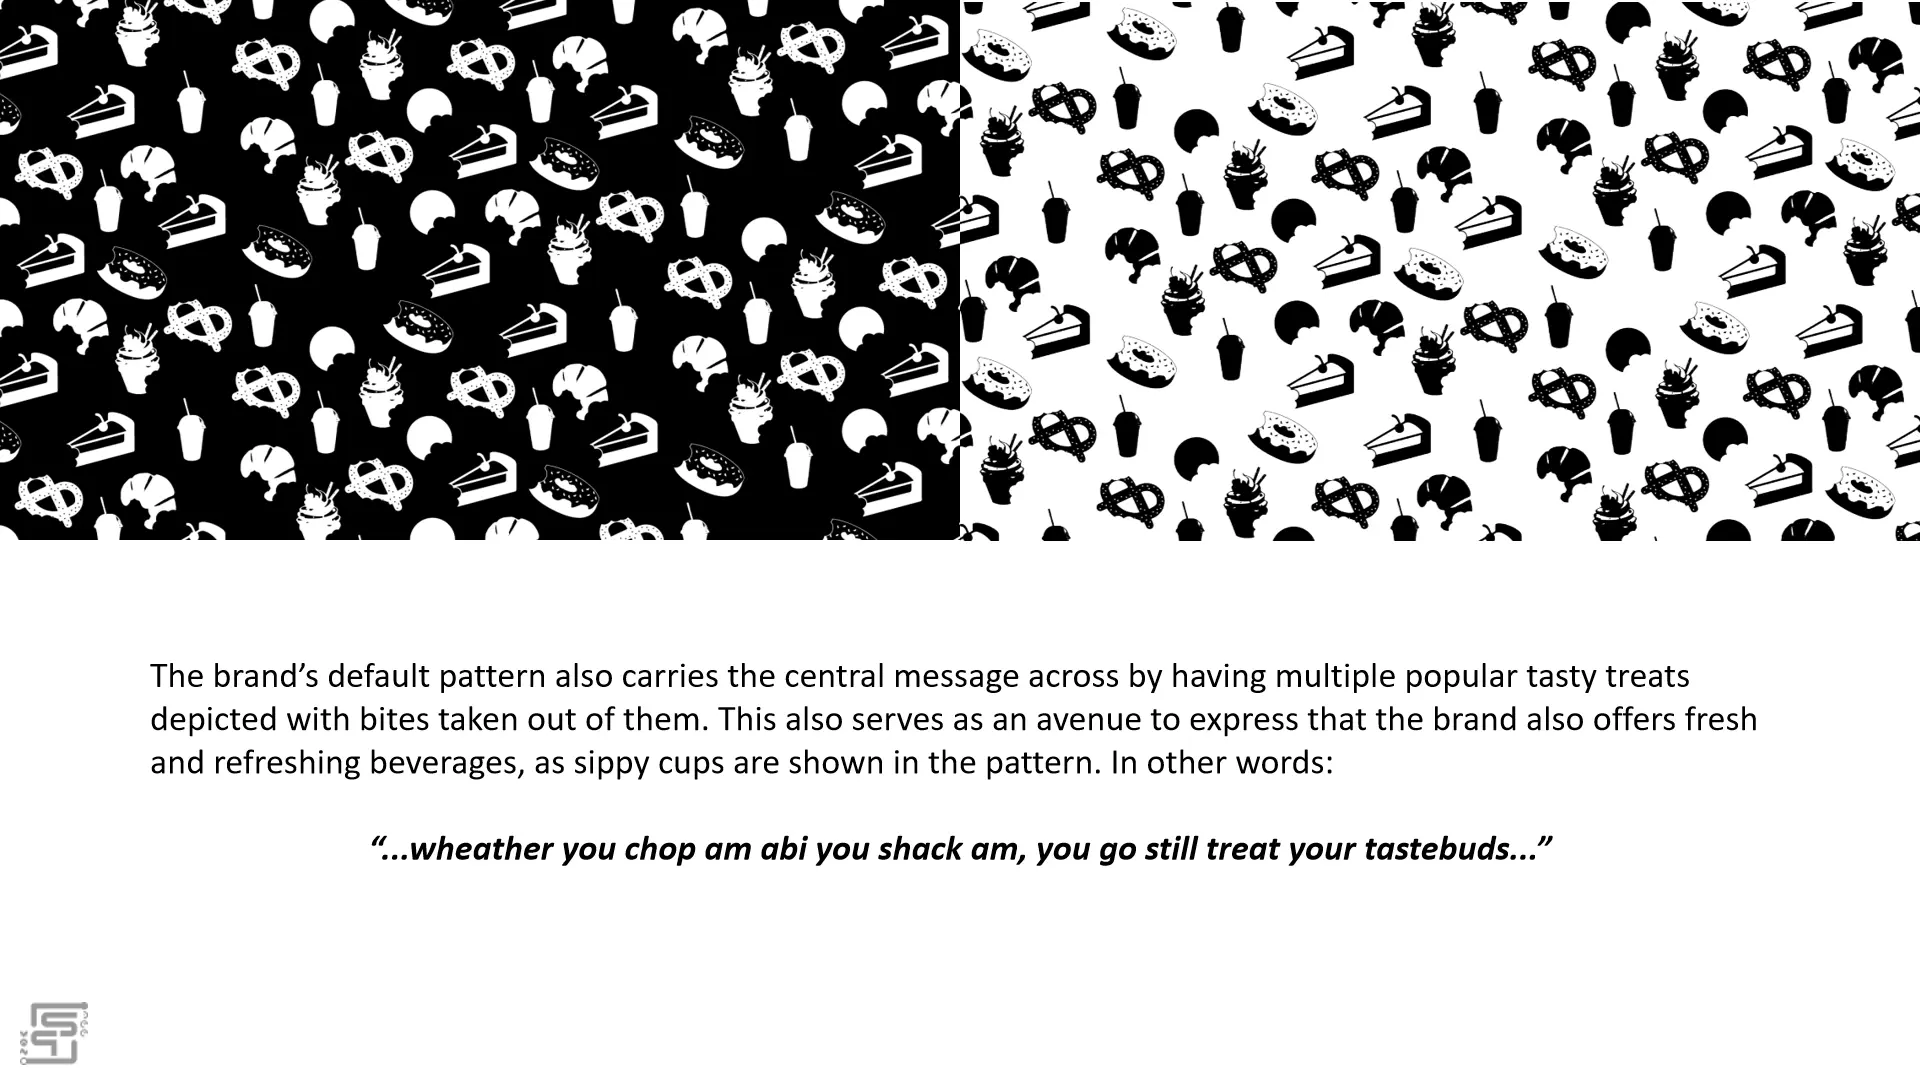 The brand’s default pattern also carries the central message across by having multiple popular tasty treats
depicted with bites taken out of them. This also serves as an avenue to express that the brand also offers fresh
and refreshing beverages, as sippy cups are shown in the pattern. In other words:
“...wheather you chop am abi you shack am, you go still treat your tastebuds...”